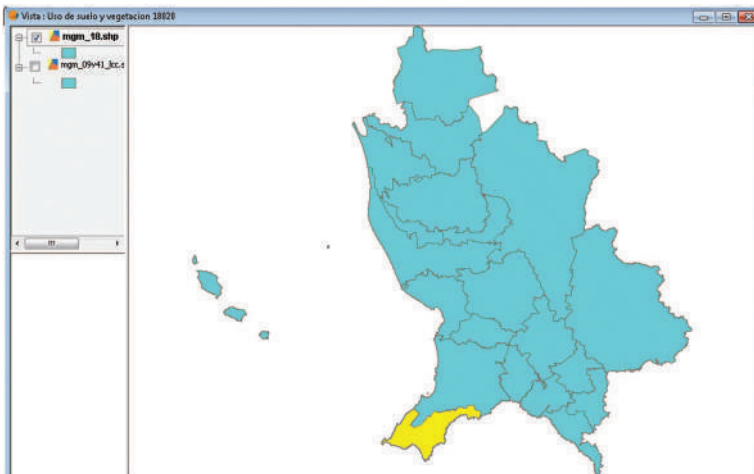 Vista : Uso de suelo y vegetacion 18020
mgm_18.shp
mgm_09v41_lcc.s